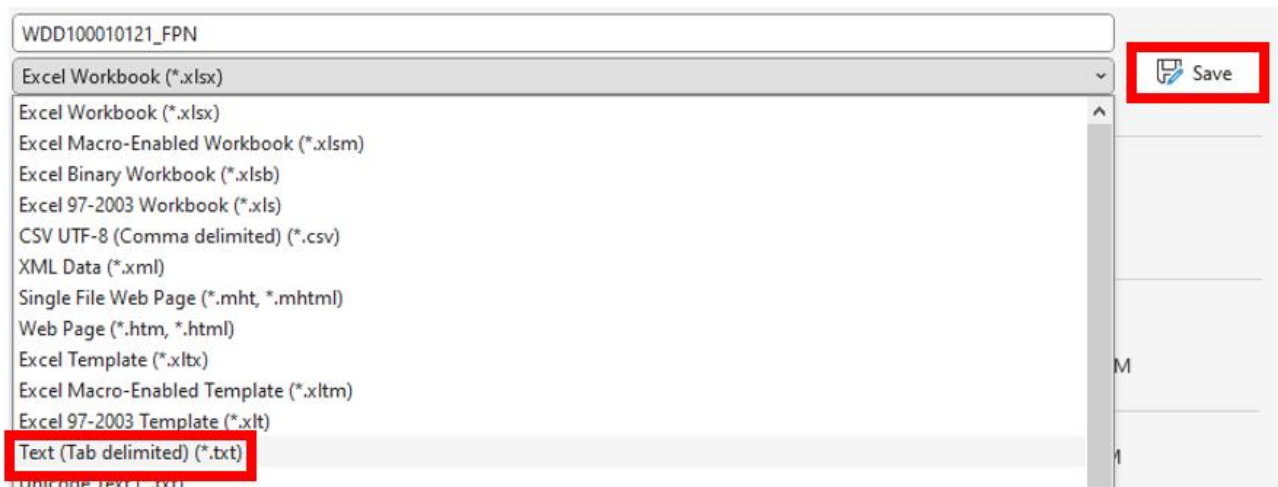 WDD100010121_FPN
Excel Workbook (*.xlsx)
Save
Excel Workbook (*.xlsx)
Excel Macro-Enabled Workbook (*.xlsm)
Excel Binary Workbook (*.xlsb)
Excel 97-2003 Workbook (*.xls)
CSV UTF-8 (Comma delimited) (*.csv)
XML Data (*.xml)
Single File Web Page (*.mht, *.mhtml)
Web Page (*.htm, *.html)
Excel Template (*.xltx)
M
Excel Macro-Enabled Template (*.xltm)
Excel 97-2003 Template (*.xlt)
Text (Tab delimited) (*.txt)
Unicode Text (*.txt)